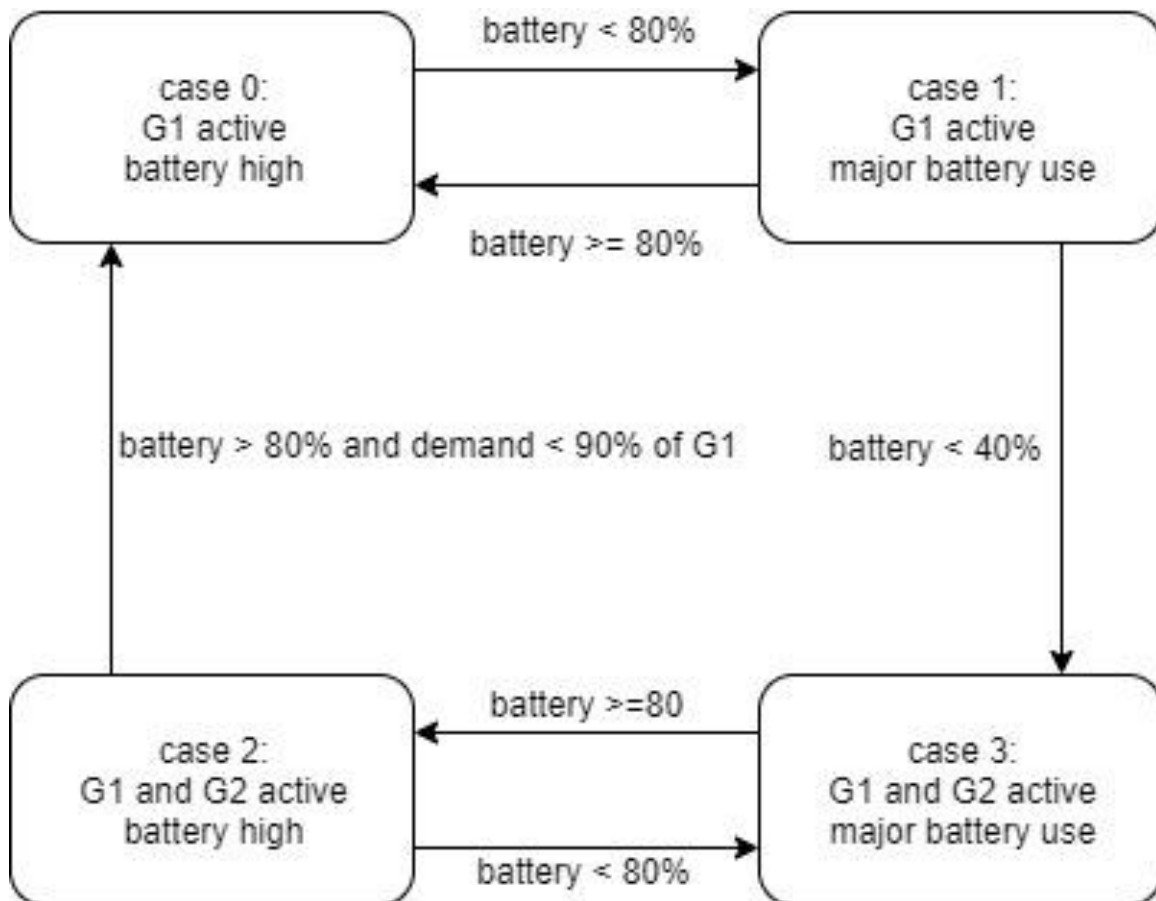 battery < 80%
case 0:
G1 active
battery high
case 1:
G1 active
major battery use
battery >= 80%
battery > 80% and demand < 90% of G1
battery < 40%
battery >=80
case 2:
G1 and G2 active
battery high
case 3:
G1 and G2 active
major battery use
battery < 80%